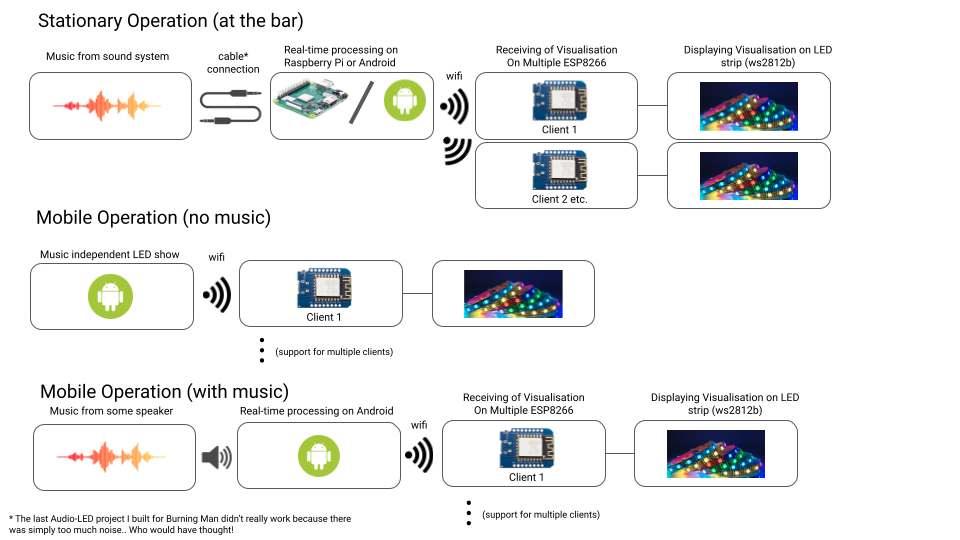 Stationary Operation (at the bar)
Music from sound system
cable*
connection
Real-time processing on
Raspberry Pi or Android
wifi
Receiving of Visualisation
On Multiple ESP8266
Displaying Visualisation on LED
strip (ws2812b)
Client 1
Client 2 etc.
Mobile Operation (no music)
Music independent LED show
wifi
Client 1
(support for multiple clients)
Mobile Operation (with music)
Music from some speaker
Real-time processing on Android
wifi
Receiving of Visualisation
On Multiple ESP8266
Displaying Visualisation on LED
strip (ws2812b)
Client 1
(support for multiple clients)
* The last Audio-LED project I built for Burning Man didn't really work because there
was simply too much noise.. Who would have thought!